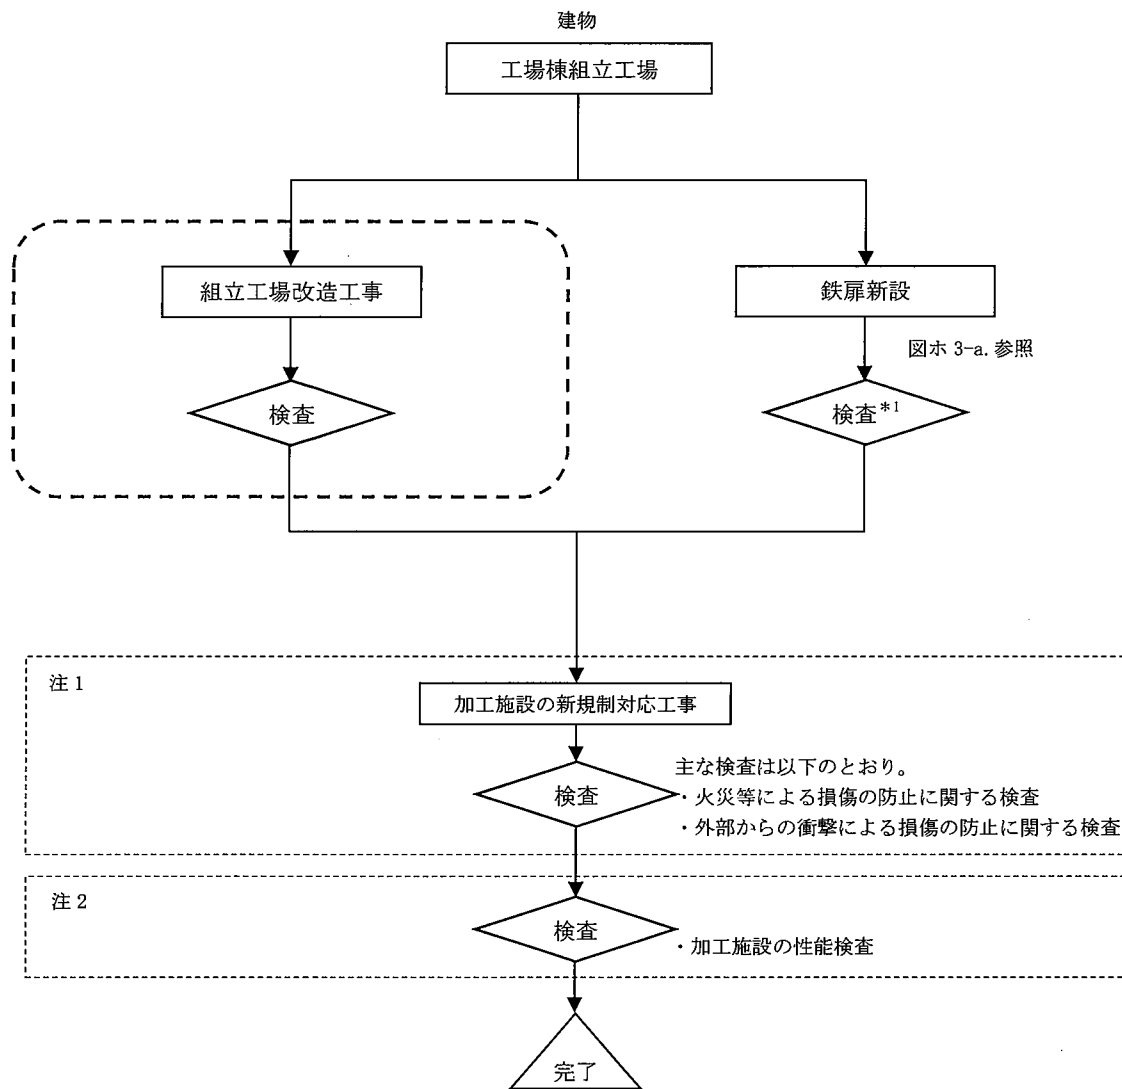 建物
工場棟組立工場
組立工場改造工事
鉄扉新設
図ホ 3-a. 参照
検査
検査*1
注 1
加工施設の新規制対応工事
検査
主な検査は以下のとおり。
・火災等による損傷の防止に関する検査
・外部からの衝撃による損傷の防止に関する検査
注 2
検査
・加工施設の性能検査
完了